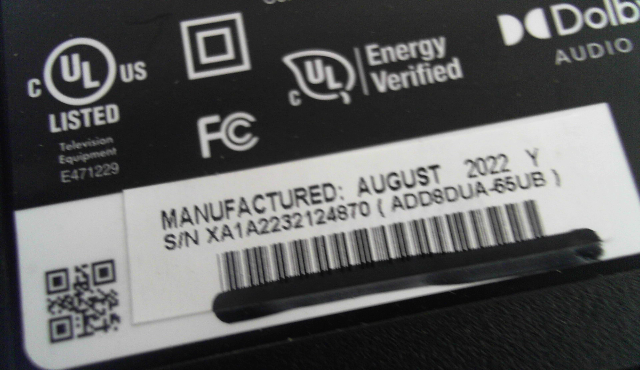 Dolb
AUDIO
C UL US
LISTED
Television
Equipment
E471229
FC
C UL
Energy
Verified
MANUFACTURED: AUGUST 2022 Y
S/N XA1A2232124870 ( ADD8DUA-65UB )